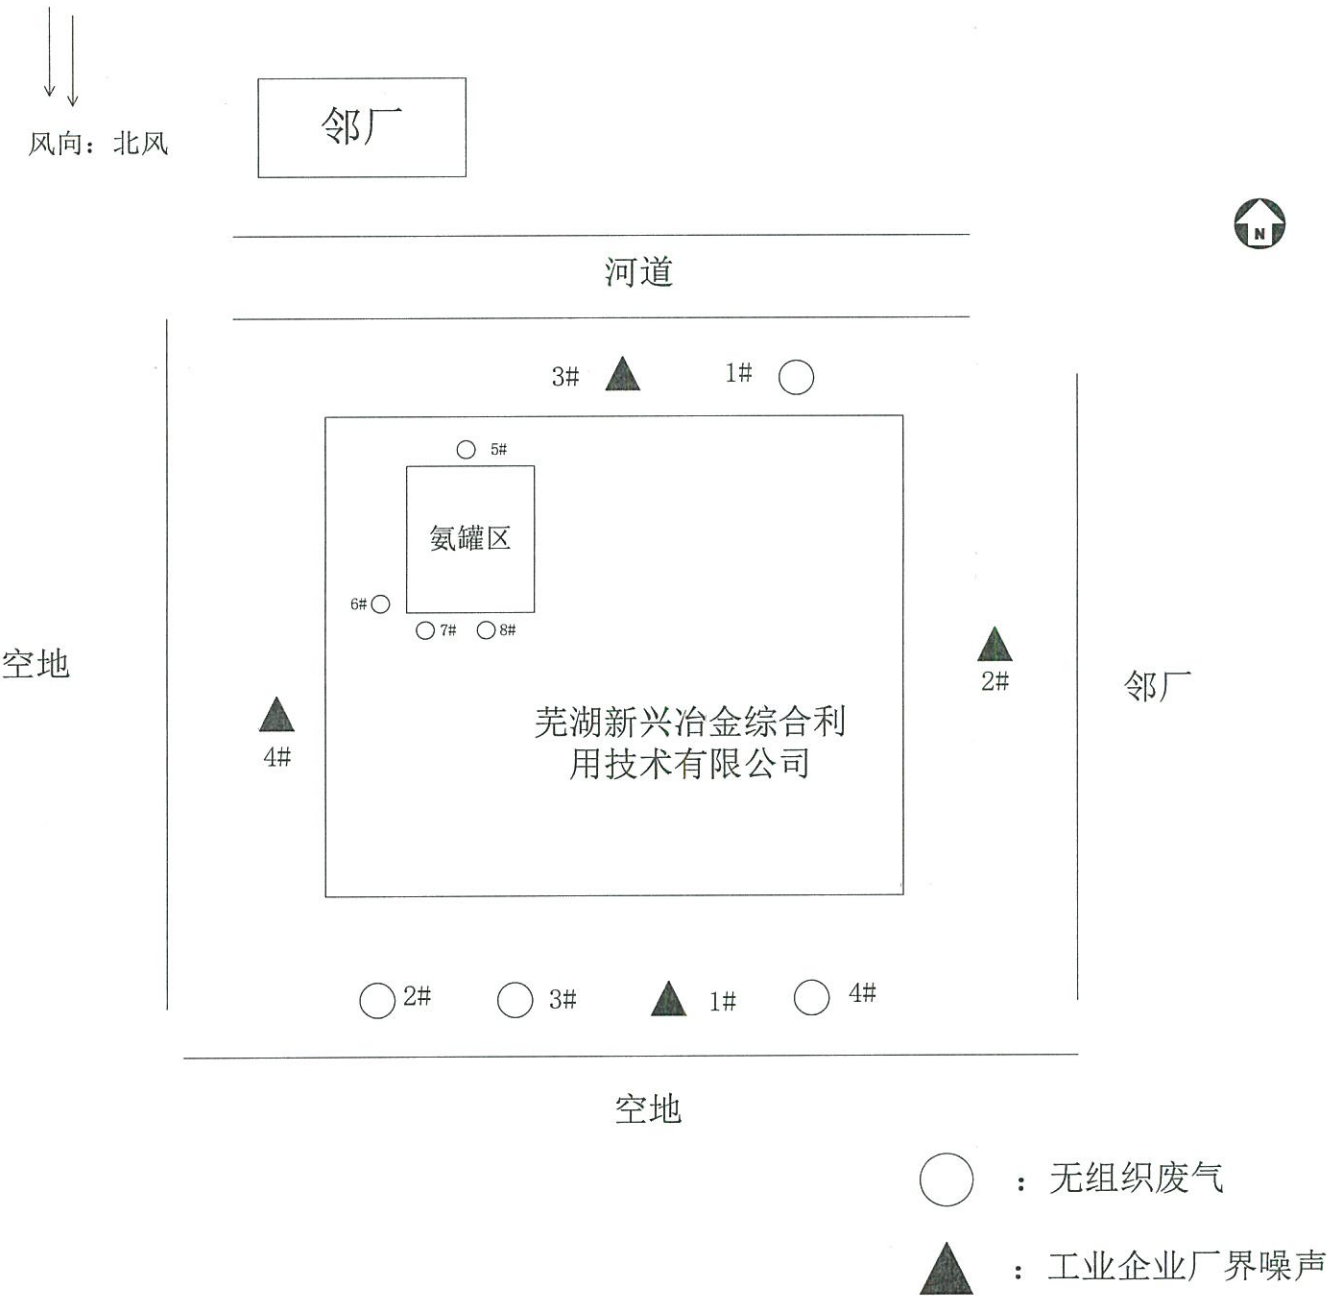 邻厂
风向：北风
N
河道
3#
1#
5#
氨罐区
6#
7#
8#
空地
2#
邻厂
4#
芜湖新兴冶金综合利
用技术有限公司
2#
3#
1#
4#
空地
：无组织废气
：工业企业厂界噪声